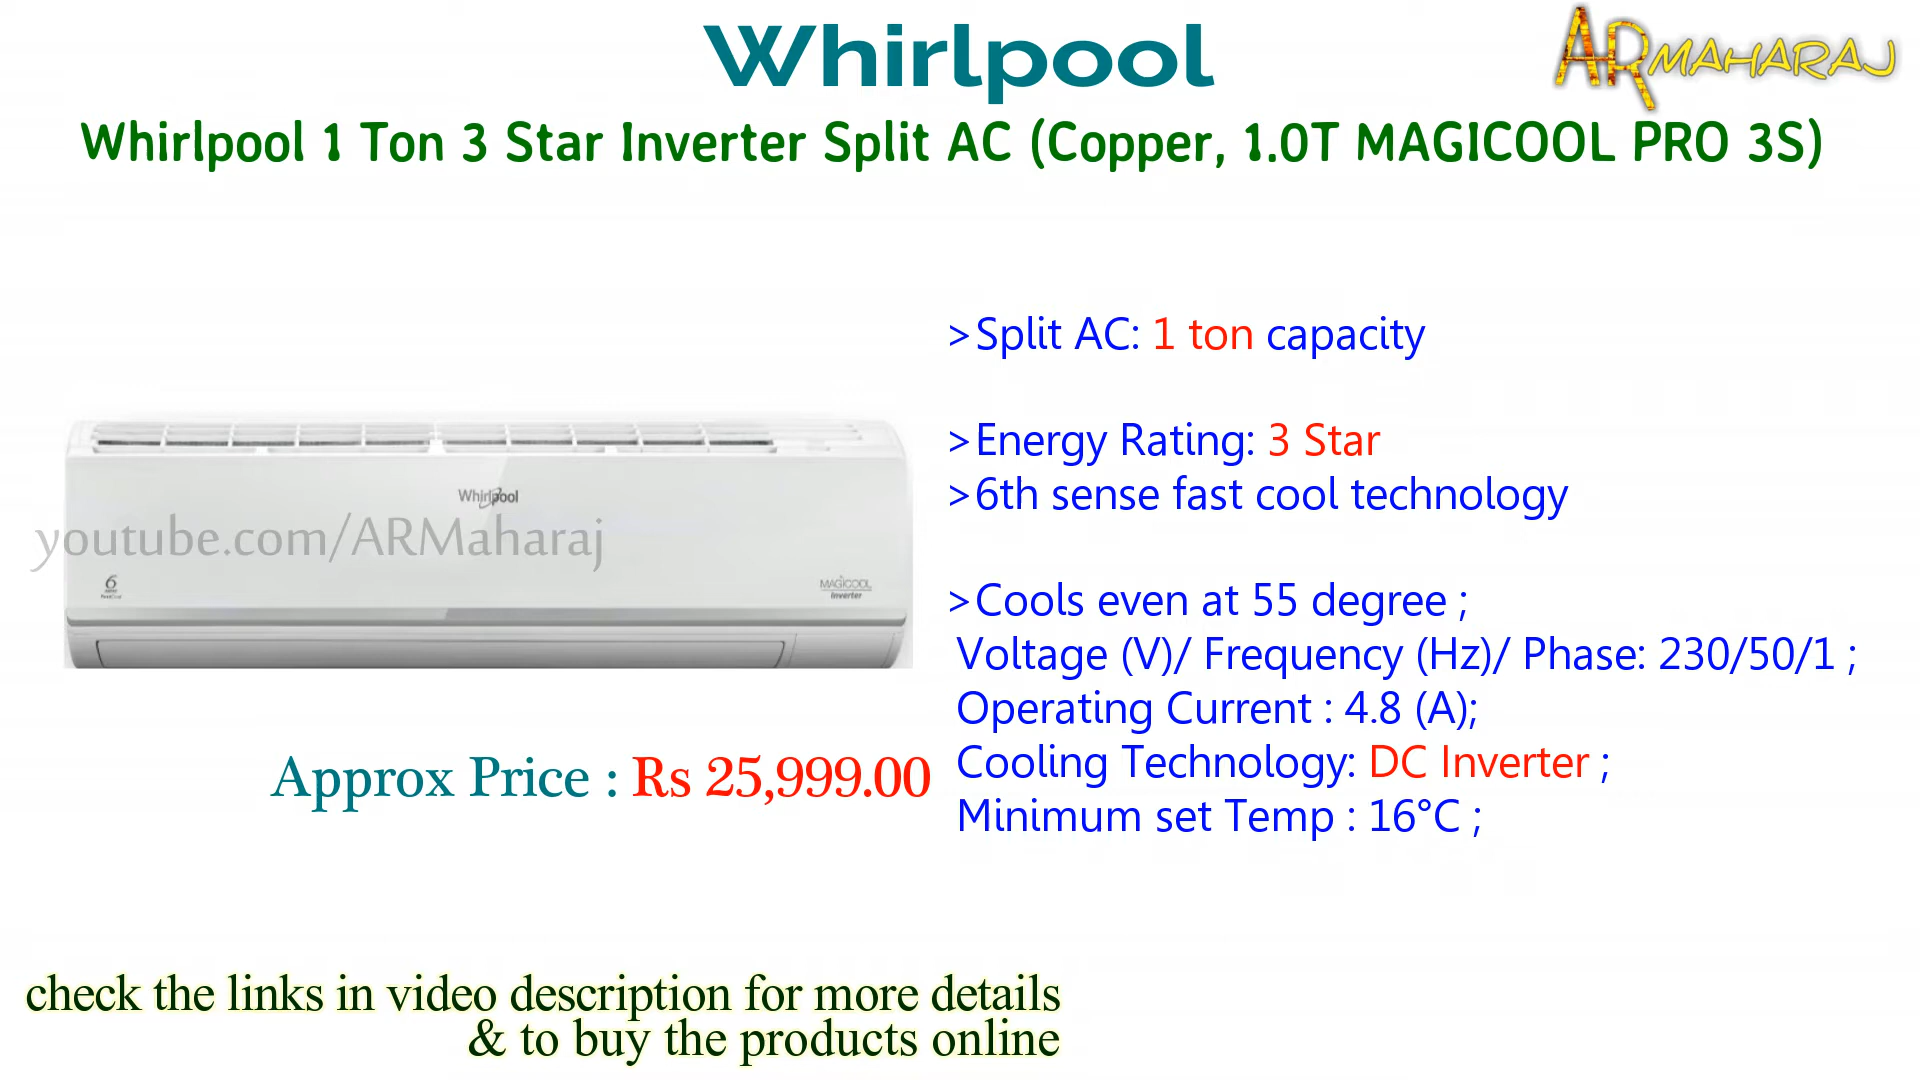 Whirlpool
ARMAHARAJ
Whirlpool 1 Ton 3 Star Inverter Split AC (Copper, 1.0T MAGICOOL PRO 3S)
>Split AC: 1 ton capacity
>Energy Rating: 3 Star
>6th sense fast cool technology
>Cools even at 55 degree ;
Voltage (V)/ Frequency (Hz)/ Phase: 230/50/1 ;
Operating Current : 4.8 (A);
Cooling Technology: DC Inverter ;
Minimum set Temp : 16°C ;
Whirlpool
youtube.com/ARMaharaj
6
MAGICOOL
Inverter
Approx Price : Rs 25,999.00
check the links in video description for more details
& to buy the products online